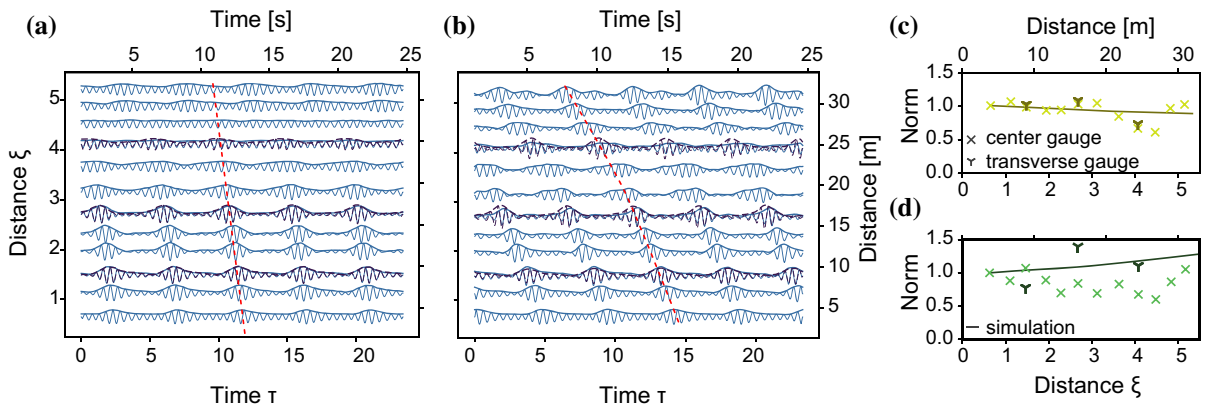 (a)
Time [s]
5 10 15 20 25
Distance ξ
5
4
3
2
1
0 5 10 15 20
Time τ
(b)
Time [s]
5 10 15 20 25
30
25
20
15
10
5
Distance [m]
0 5 10 15 20
Time τ
(c)
Distance [m]
0 10 20 30
Norm
1.5
1.0
0.5
0.0
center gauge
transverse gauge
0 1 2 3 4 5
(d)
Norm
1.5
1.0
0.5
0.0
simulation
0 1 2 3 4 5
Distance ξ